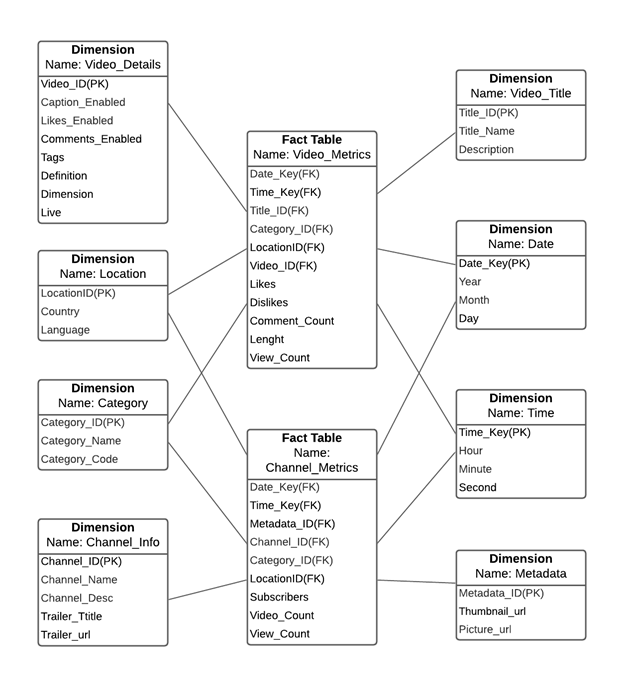 Dimension
Name: Video_Details
Video_ID(PK)
Caption_Enabled
Likes_Enabled
Comments_Enabled
Tags
Definition
Dimension
Live
Dimension
Name: Location
LocationID(PK)
Country
Language
Dimension
Name: Category
Category_ID(PK)
Category_Name
Category_Code
Dimension
Name: Channel_Info
Channel_ID(PK)
Channel_Name
Channel_Desc
Trailer_Ttitle
Trailer_url
Fact Table
Name: Video_Metrics
Date_Key(FK)
Time_Key(FK)
Title_ID(FK)
Category_ID(FK)
LocationID(FK)
Video_ID(FK)
Likes
Dislikes
Comment_Count
Lenght
View_Count
Fact Table
Name:
Channel_Metrics
Date_Key(FK)
Time_Key(FK)
Metadata_ID(FK)
Channel_ID(FK)
Category_ID(FK)
LocationID(FK)
Subscribers
Video_Count
View_Count
Dimension
Name: Video_Title
Title_ID(PK)
Title_Name
Description
Dimension
Name: Date
Date_Key(PK)
Year
Month
Day
Dimension
Name: Time
Time_Key(PK)
Hour
Minute
Second
Dimension
Name: Metadata
Metadata_ID(PK)
Thumbnail_url
Picture_url